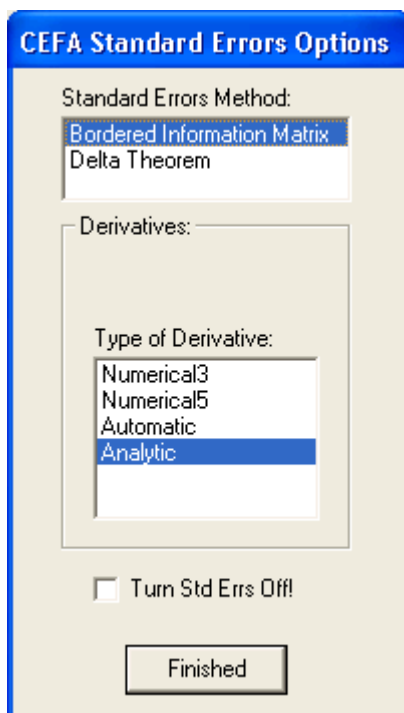 CEFA Standard Errors Options
Standard Errors Method:
Bordered Information Matrix
Delta Theorem
Derivatives:
Type of Derivative:
Numerical3
Numerical5
Automatic
Analytic
Turn Std Errs Off!
Finished